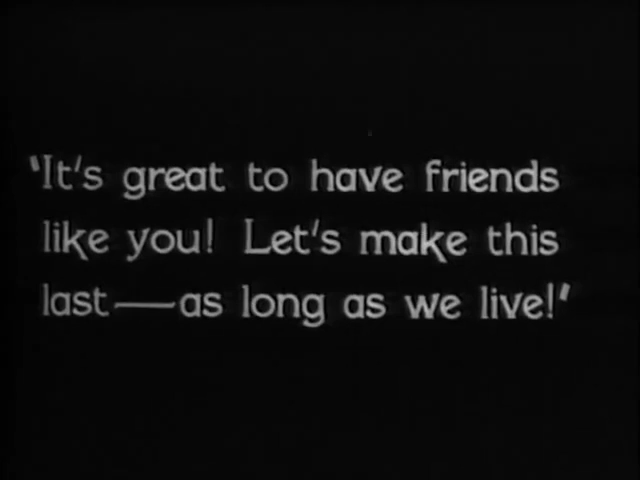 'It's great to have friends
like you! Let's make this
last—as long as we live!'